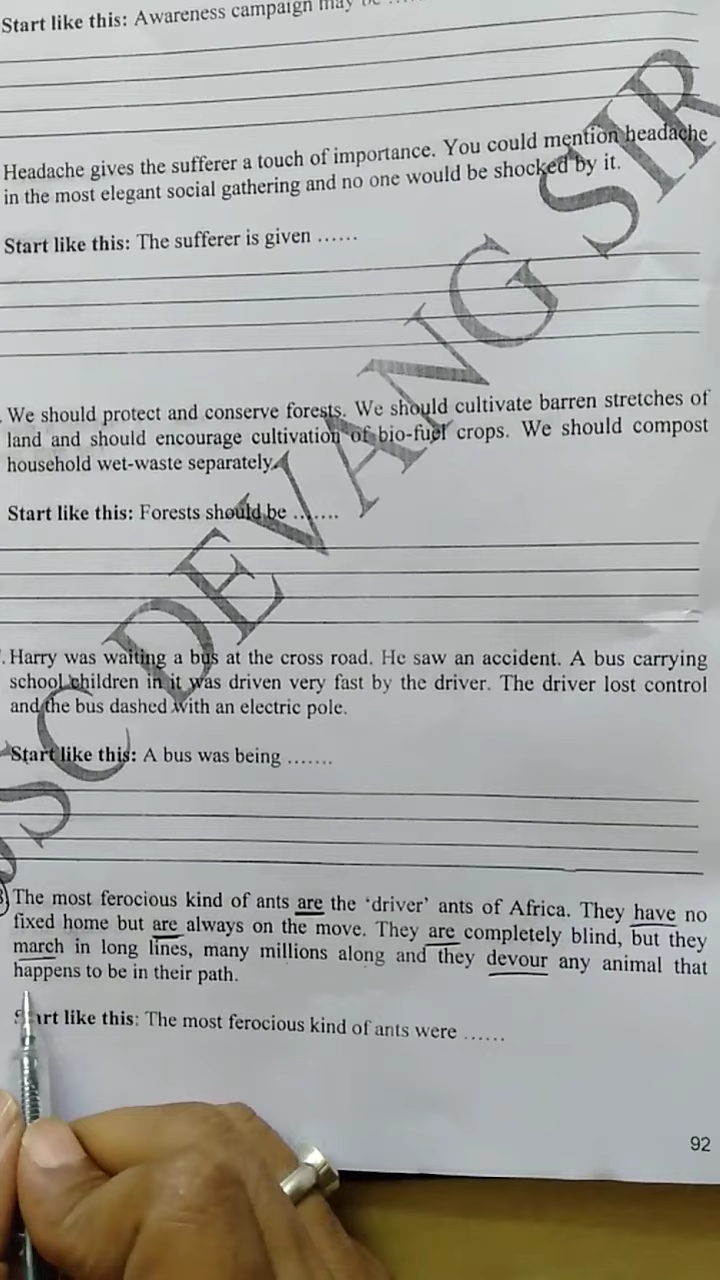 Start like this: Awareness campaign may be ....
Headache gives the sufferer a touch of importance. You could mention headache
in the most elegant social gathering and no one would be shocked by it.
Start like this: The sufferer is given ......
We should protect and conserve forests. We should cultivate barren stretches of
land and should encourage cultivation of bio-fuel crops. We should compost
household wet-waste separately.
Start like this: Forests should be .......
Harry was waiting a bus at the cross road. He saw an accident. A bus carrying
school children in it was driven very fast by the driver. The driver lost control
and the bus dashed with an electric pole.
Start like this: A bus was being .......
The most ferocious kind of ants are the ‘driver’ ants of Africa. They have no
fixed home but are always on the move. They are completely blind, but they
march in long lines, many millions along and they devour any animal that
happens to be in their path.
Start like this: The most ferocious kind of ants were ......
92
DEVANG SIR